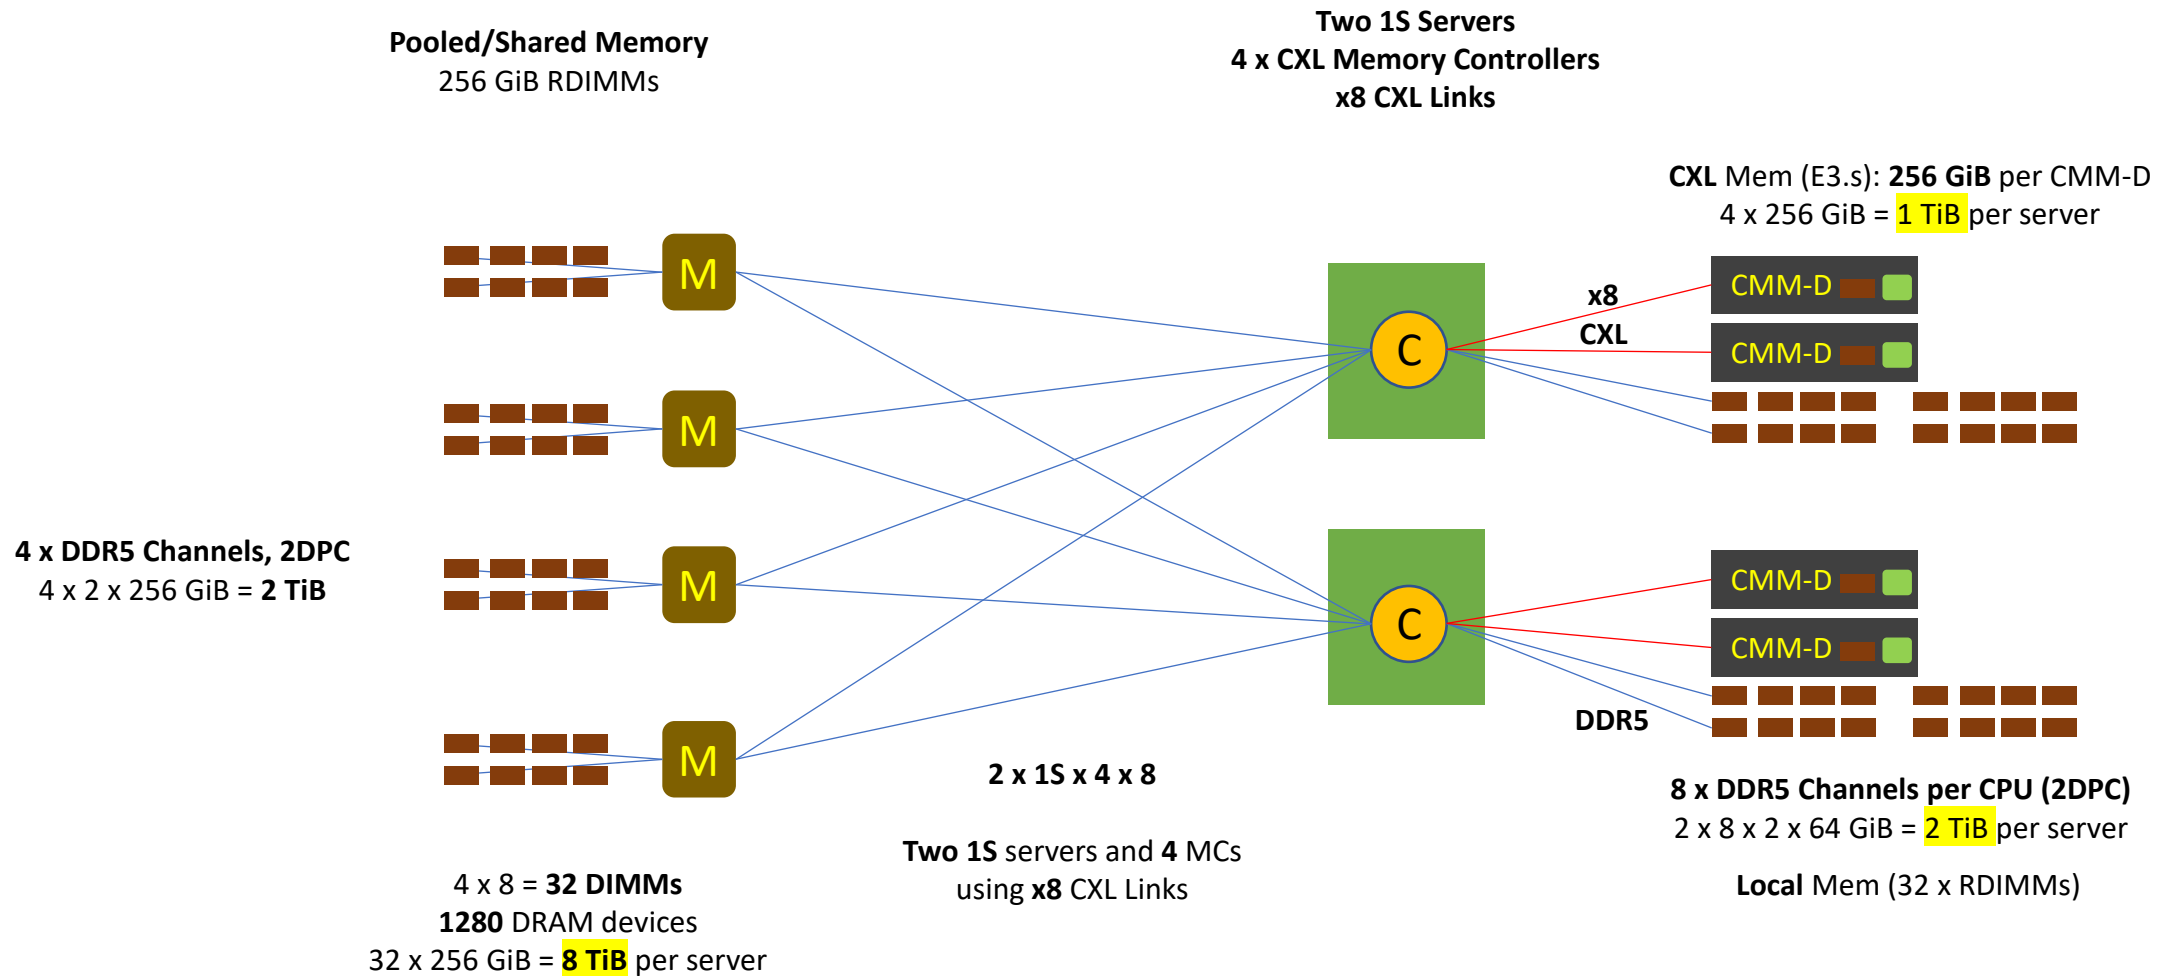 Pooled/Shared Memory
256 GiB RDIMMs
Two 1S Servers
4 x CXL Memory Controllers
x8 CXL Links
CXL Mem (E3.s): 256 GiB per CMM-D
4 x 256 GiB = 1 TiB per server
M
M
M
M
C
C
x8
CXL
CMM-D
CMM-D
CMM-D
CMM-D
DDR5
4 x DDR5 Channels, 2DPC
4 x 2 x 256 GiB = 2 TiB
2 x 1S x 4 x 8
Two 1S servers and 4 MCs
using x8 CXL Links
8 x DDR5 Channels per CPU (2DPC)
2 x 8 x 2 x 64 GiB = 2 TiB per server
Local Mem (32 x RDIMMs)
4 x 8 = 32 DIMMs
1280 DRAM devices
32 x 256 GiB = 8 TiB per server